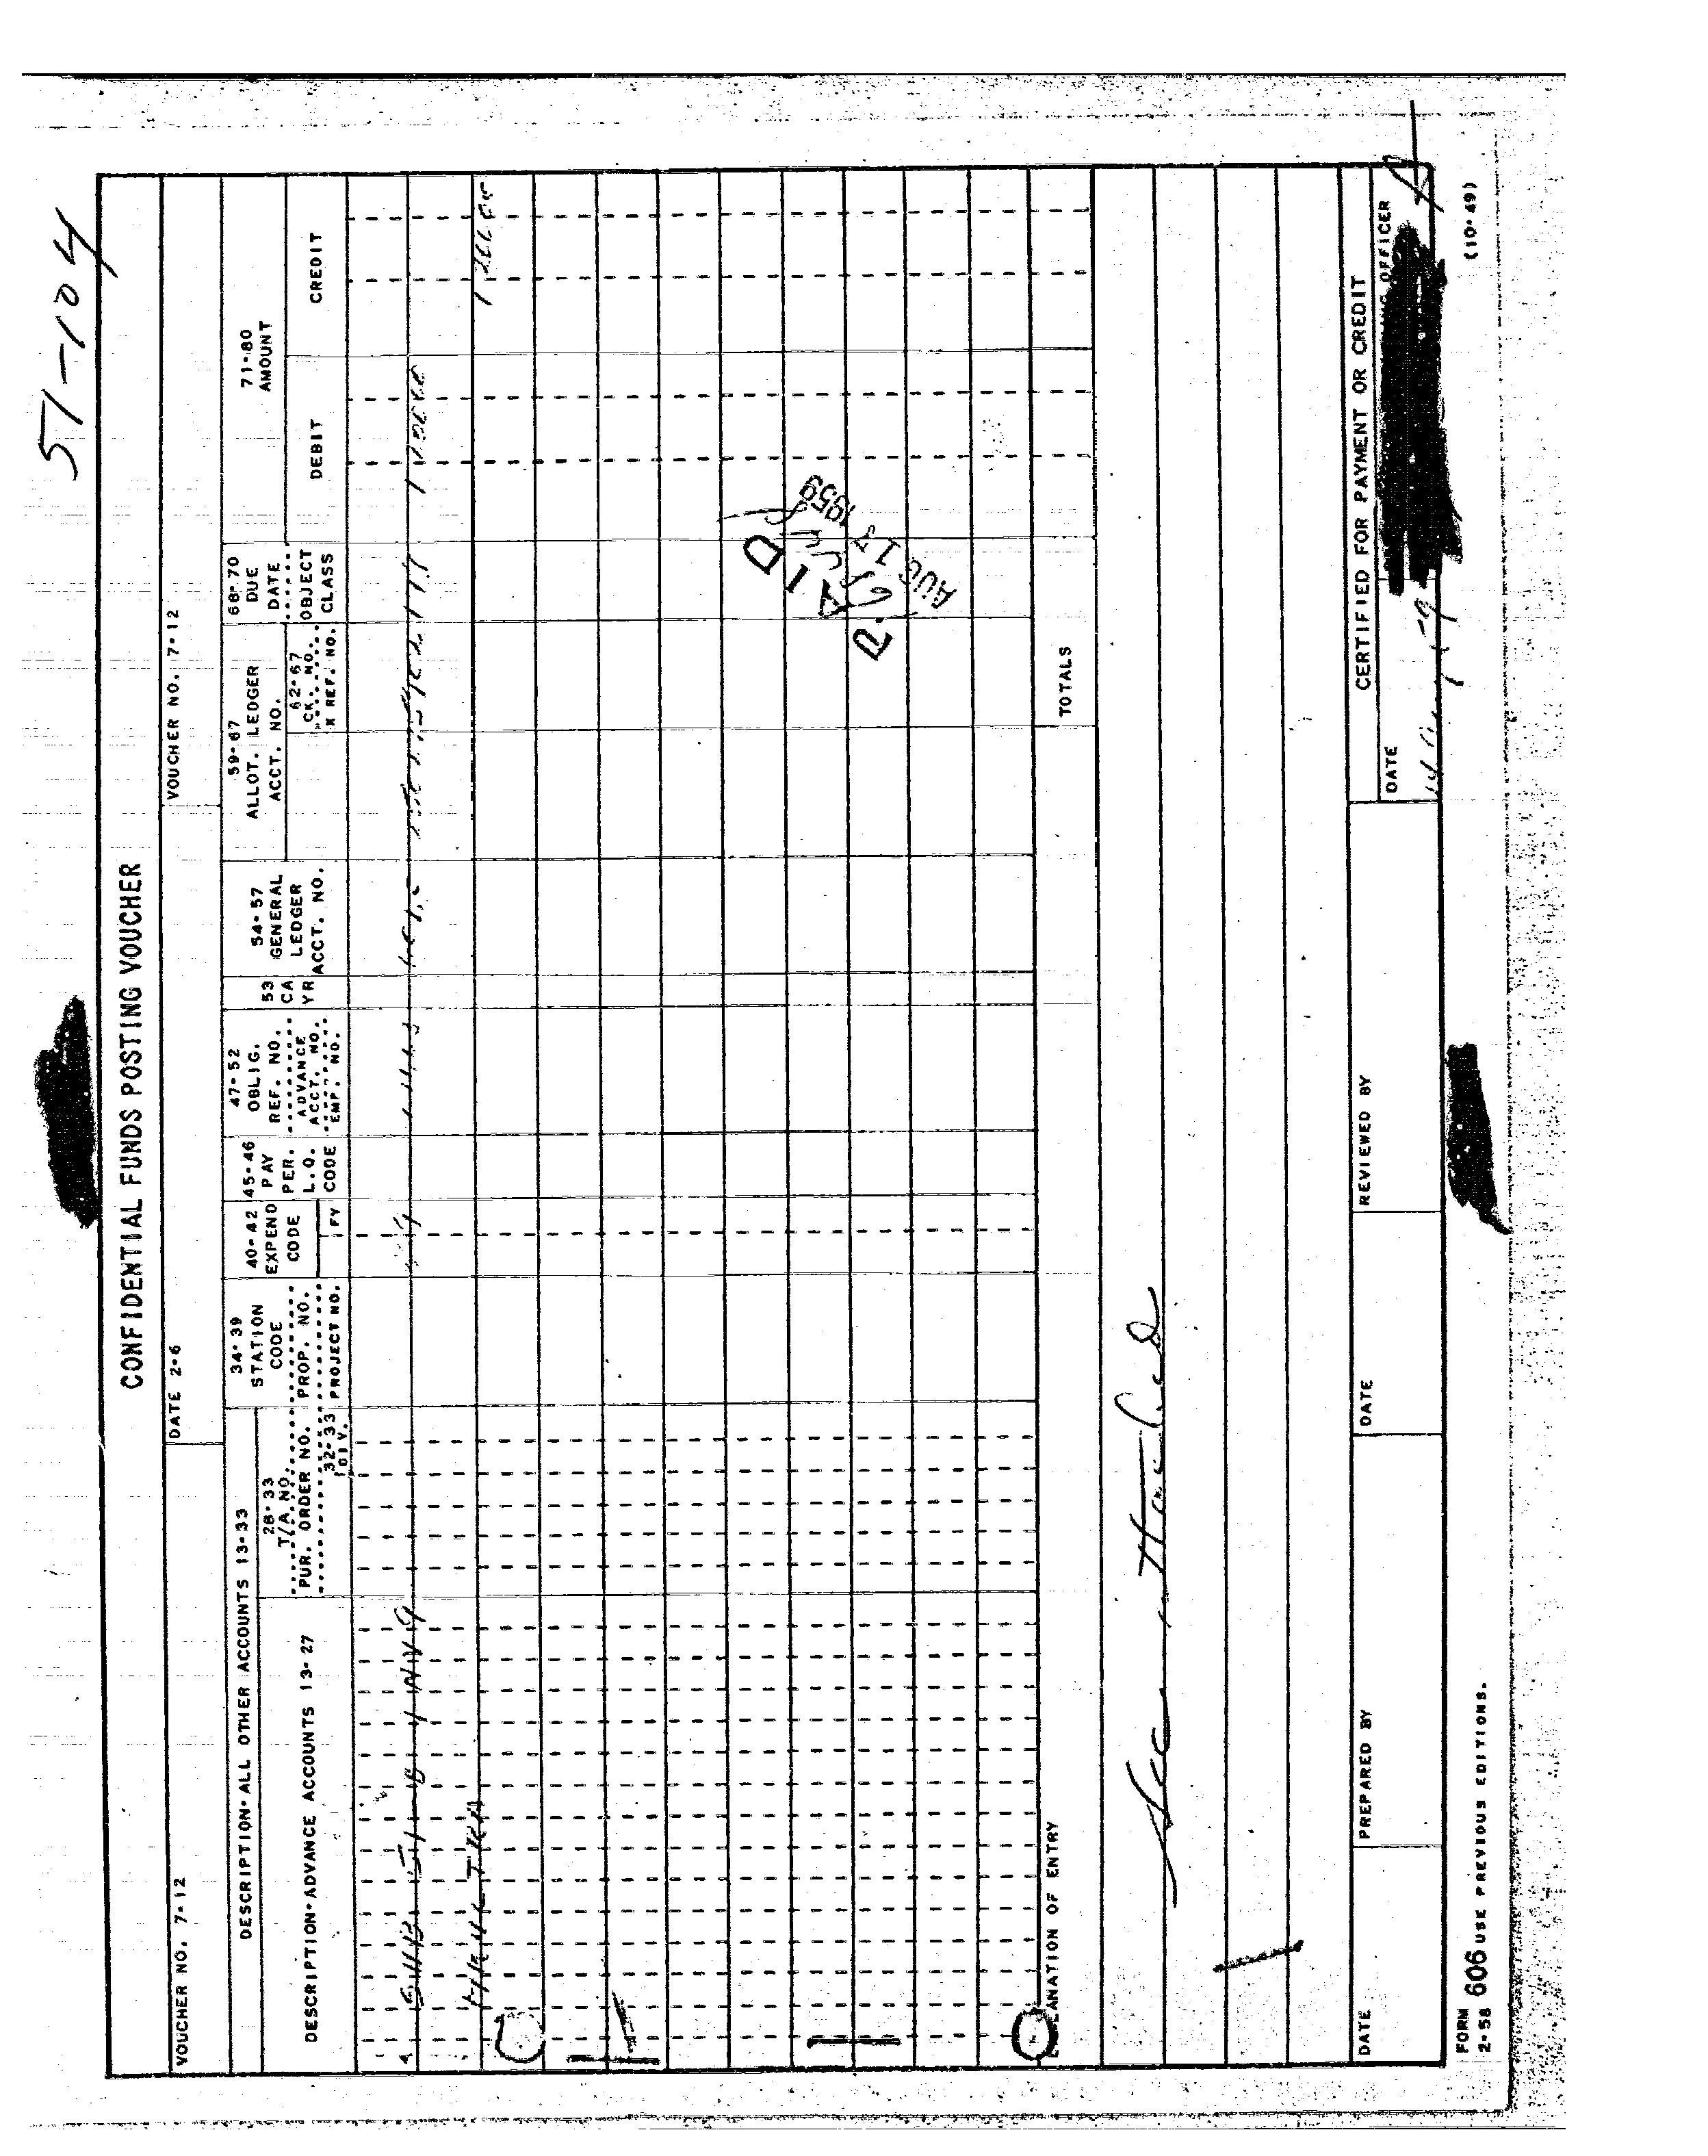 51-104
CONFIDENTIAL FUNDS POSTING VOUCHER
VOUCHER NO. 7-12
DATE 2-6
VOUCHER NO. 7-12
DESCRIPTION-ALL OTHER ACCOUNTS 13-33
DESCRIPTION-ADVANCE ACCOUNTS 13-27
28-33
T/A NO.
PUR. ORDER NO.
32-33
DIV.
34-39
STATION
CODE
PROP. NO.
PROJECT NO.
40-42
EXPEND
CODE
FY
45-46
PAY
PER.
L.O.
CODE
47-52
OBLIG.
REF. NO.
ADVANCE
ACCT. NO.
EMP. NO.
53
CA
YR
54-57
GENERAL
LEDGER
ACCT. NO.
59-67
ALLOT. LEDGER
ACCT. NO.
62-67
CK. NO.
X REF. NO.
68-70
DUE
DATE
OBJECT
CLASS
71-80
AMOUNT
DEBIT
CREDIT
SUB 51 INV 9
MKULTRA
PAID
AUG 17 1959
TOTALS
EXPLANATION OF ENTRY
See attached
DATE
PREPARED BY
DATE
REVIEWED BY
CERTIFIED FOR PAYMENT OR CREDIT
DATE
OFFICER
FORM
2-58 606 USE PREVIOUS EDITIONS.
(10-49)